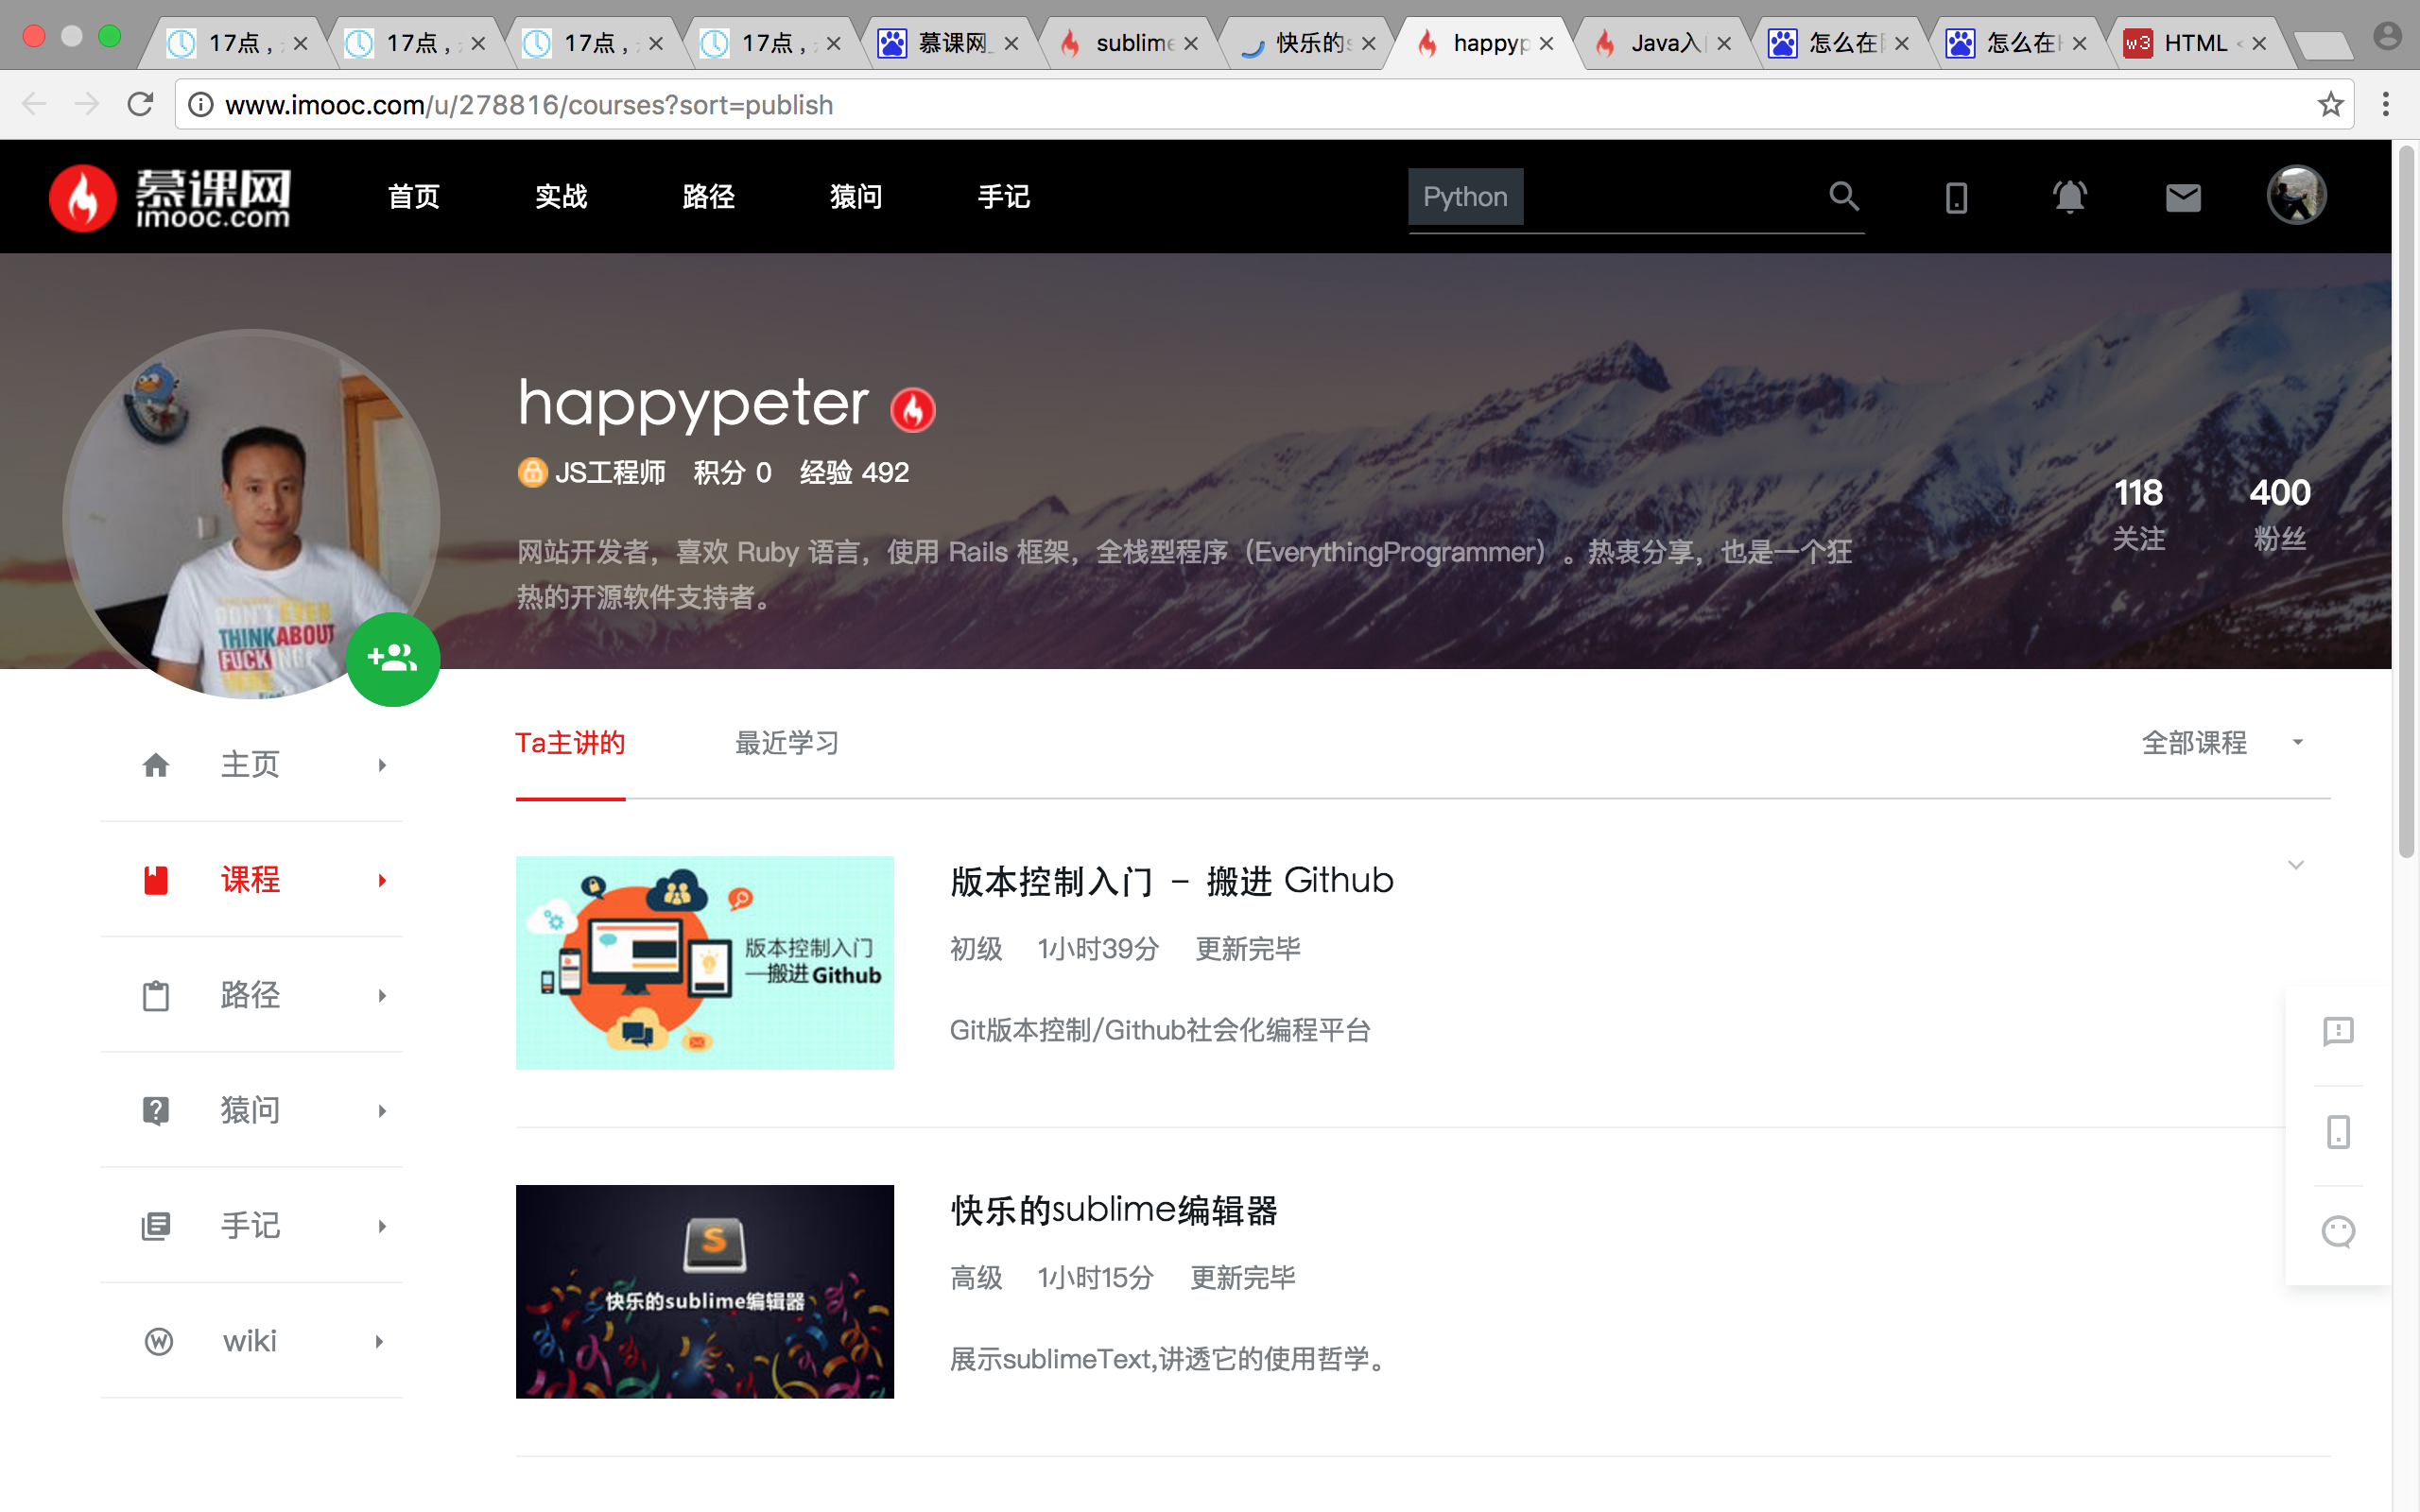 17点，
17点，
17点，
17点，
慕课网
sublime
快乐的s
happyp
Java入
怎么在
怎么在
w3 HTML
www.imooc.com/u/278816/courses?sort=publish
慕课网
imooc.com
首页 实战 路径 猿问 手记
Python
happypeter
JS工程师 积分 0 经验 492
118 400
关注 粉丝
网站开发者，喜欢 Ruby 语言，使用 Rails 框架，全栈型程序（EverythingProgrammer）。热衷分享，也是一个狂
热的开源软件支持者。
THINKABOUT
FUCK
主页
课程
路径
猿问
手记
wiki
Ta主讲的 最近学习 全部课程
版本控制入门
—搬进 Github
版本控制入门 – 搬进 Github
初级 1小时39分 更新完毕
Git版本控制/Github社会化编程平台
快乐的sublime编辑器
快乐的sublime编辑器
高级 1小时15分 更新完毕
展示sublimeText,讲透它的使用哲学。